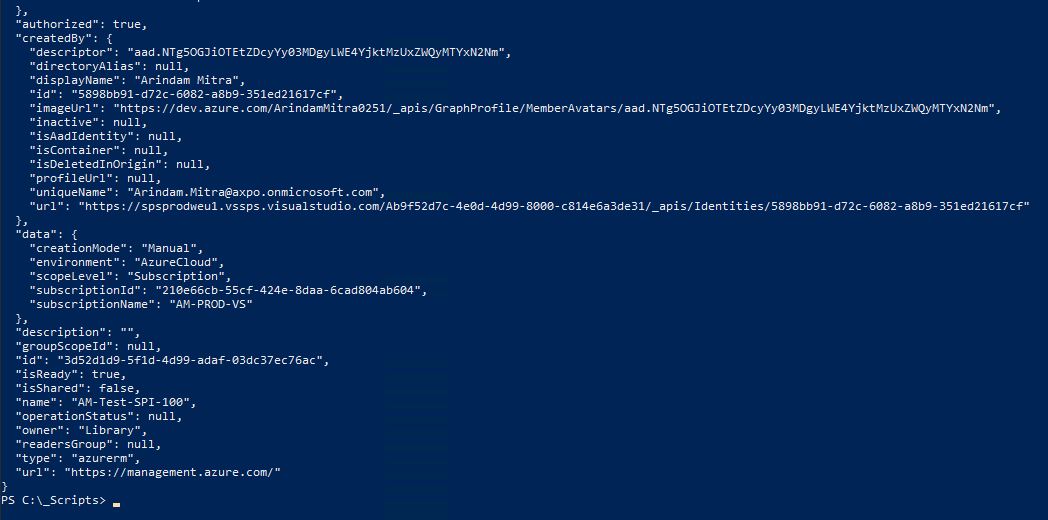 },
"authorized": true,
"createdBy": {
"descriptor": "aad.NTg5OGJiOTEtZDcyYy03MDgyLWE4YjktMzUxZWQyMTYxN2Nm",
"directoryAlias": null,
"displayName": "Arindam Mitra",
"id": "5898bb91-d72c-6082-a8b9-351ed21617cf",
"imageUrl": "https://dev.azure.com/ArindamMitra0251/_apis/GraphProfile/MemberAvatars/aad.NTg5OGJiOTEtZDcyYy03MDgyLWE4YjktMzUxZWQyMTYxN2Nm",
"inactive": null,
"isAadIdentity": null,
"isContainer": null,
"isDeletedInOrigin": null,
"profileUrl": null,
"uniqueName": "Arindam.Mitra@axpo.onmicrosoft.com",
"url": "https://spsprodweu1.vssps.visualstudio.com/Ab9f52d7c-4e0d-4d99-8000-c814e6a3de31/_apis/Identities/5898bb91-d72c-6082-a8b9-351ed21617cf"
},
"data": {
"creationMode": "Manual",
"environment": "AzureCloud",
"scopeLevel": "Subscription",
"subscriptionId": "210e66cb-55cf-424e-8daa-6cad804ab604",
"subscriptionName": "AM-PROD-VS"
},
"description": "",
"groupScopeId": null,
"id": "3d52d1d9-5f1d-4d99-adaf-03dc37ec76ac",
"isReady": true,
"isShared": false,
"name": "AM-Test-SPI-100",
"operationStatus": null,
"owner": "Library",
"readersGroup": null,
"type": "azurerm",
"url": "https://management.azure.com/"
}
PS C:\_Scripts>